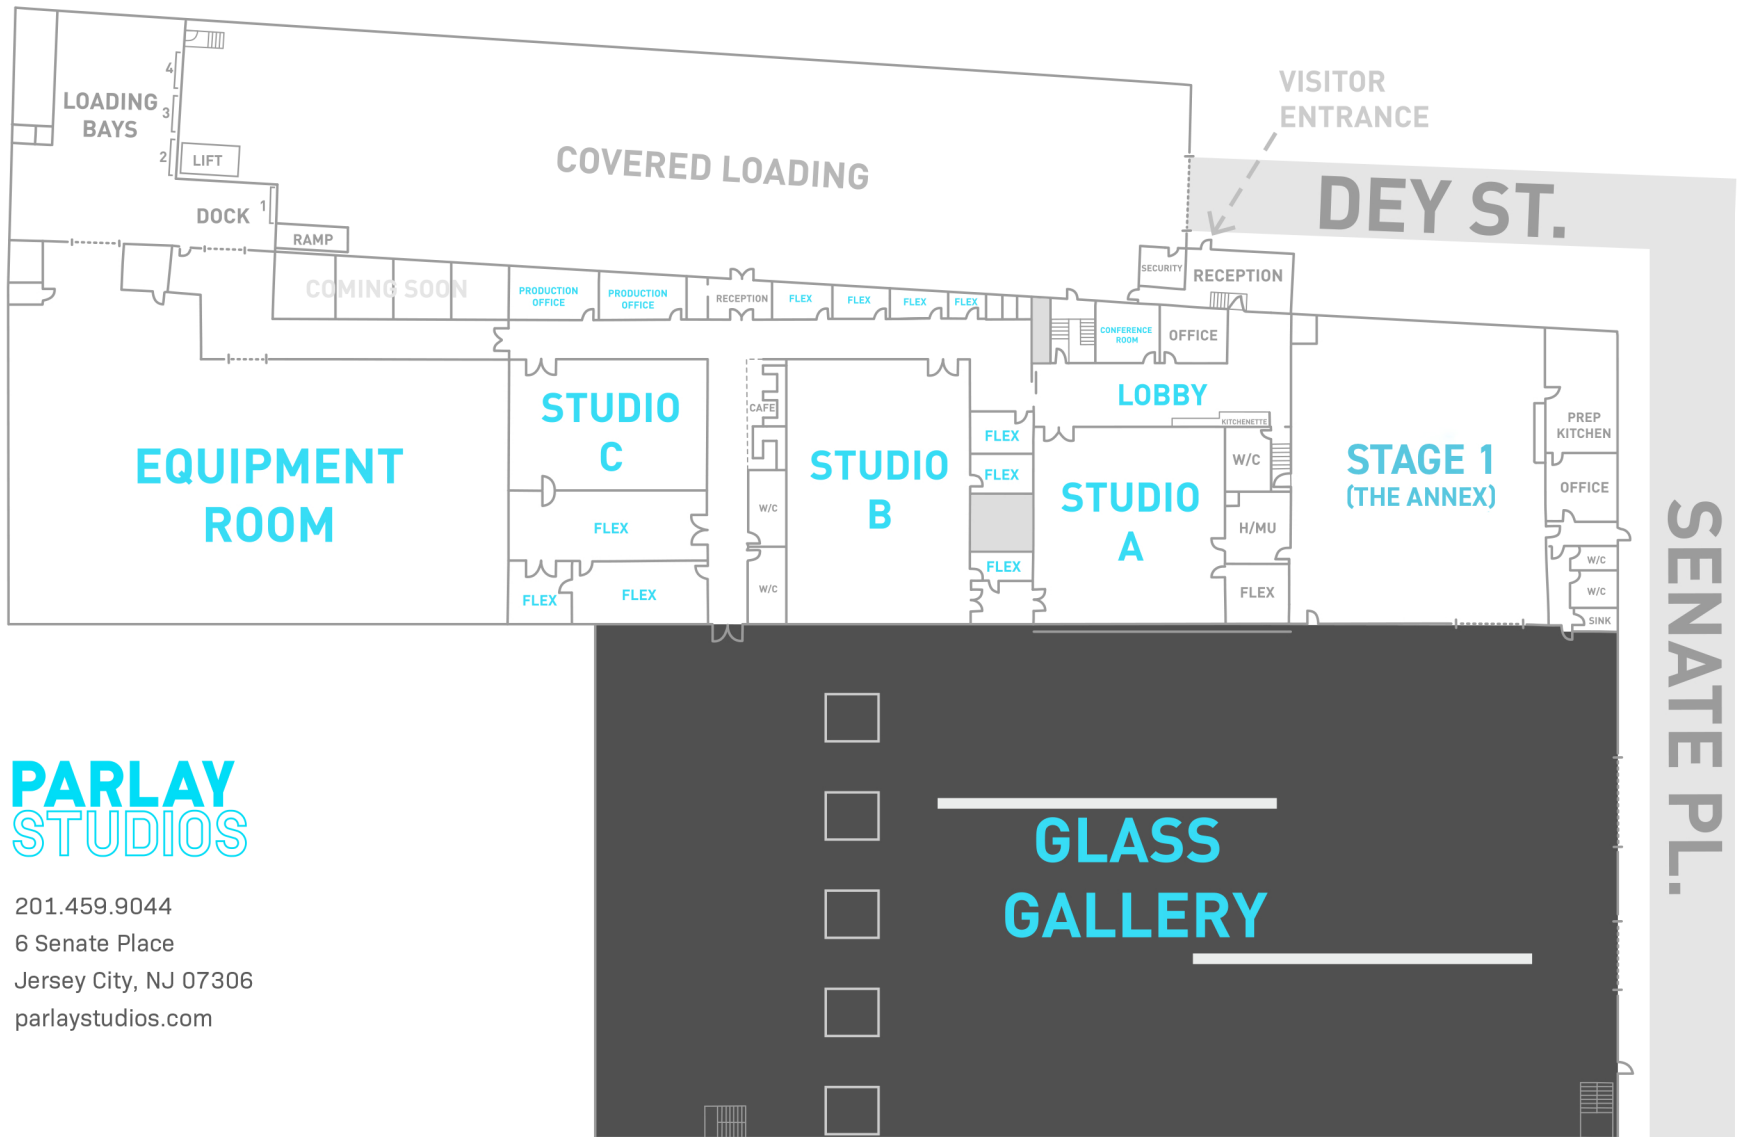 VISITOR
ENTRANCE
4
LOADING
BAYS
3
2
LIFT
COVERED LOADING
DEY ST.
DOCK
1
RAMP
SECURITY
RECEPTION
COMING SOON
PRODUCTION
OFFICE
PRODUCTION
OFFICE
RECEPTION
FLEX
FLEX
FLEX
FLEX
CONFERENCE
ROOM
OFFICE
LOBBY
KITCHENETTE
STUDIO
C
CAFE
EQUIPMENT
ROOM
STUDIO
B
FLEX
FLEX
STUDIO
A
W/C
STAGE 1
(THE ANNEX)
PREP
KITCHEN
OFFICE
FLEX
W/C
H/MU
W/C
FLEX
FLEX
W/C
FLEX
FLEX
W/C
SINK
SENATE PL.
GLASS
GALLERY
PARLAY
STUDIOS
201.459.9044
6 Senate Place
Jersey City, NJ 07306
parlaystudios.com